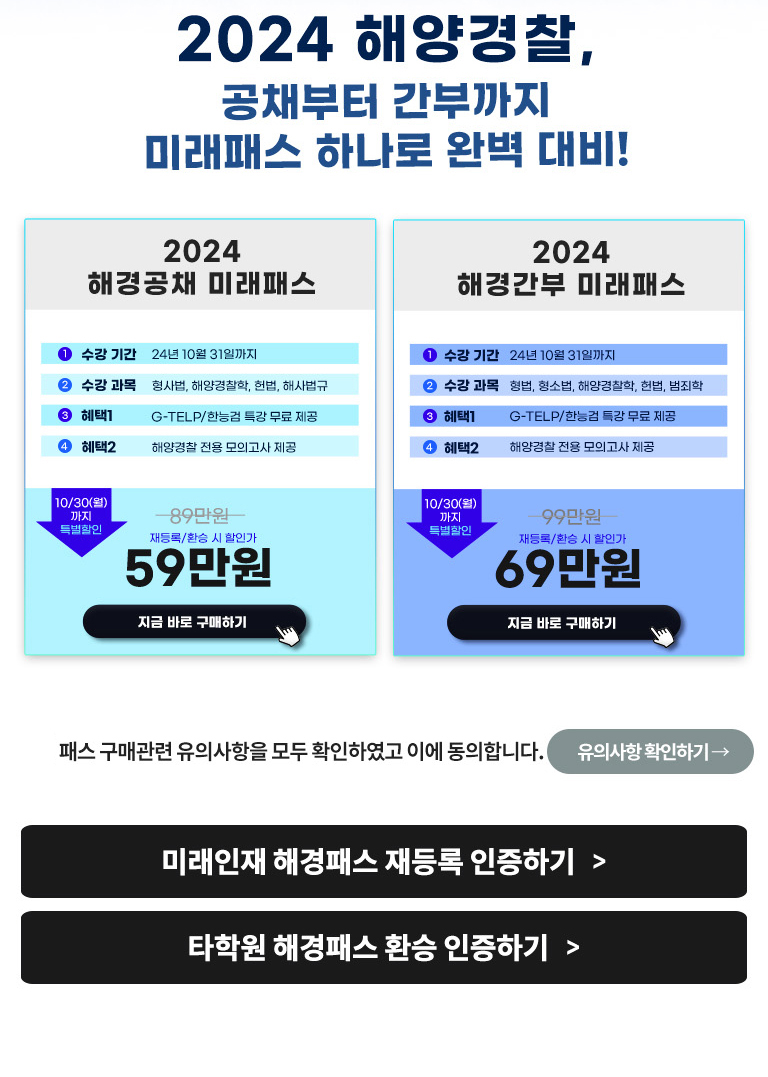 2024 해양경찰,
공채부터 간부까지
미래패스 하나로 완벽 대비!
2024
해경공채 미래패스
1 수강 기간 24년 10월 31일까지
2 수강 과목 형사법, 해양경찰학, 헌법, 해사법규
3 혜택1 G-TELP/한능검 특강 무료 제공
4 혜택2 해양경찰 전용 모의고사 제공
10/30(월)
까지
특별할인
89만원
재등록/환승 시 할인가
59만원
지금 바로 구매하기
2024
해경간부 미래패스
1 수강 기간 24년 10월 31일까지
2 수강 과목 형법, 형소법, 해양경찰학, 헌법, 범죄학
3 혜택1 G-TELP/한능검 특강 무료 제공
4 혜택2 해양경찰 전용 모의고사 제공
10/30(월)
까지
특별할인
99만원
재등록/환승 시 할인가
69만원
지금 바로 구매하기
패스 구매관련 유의사항을 모두 확인하였고 이에 동의합니다. 유의사항 확인하기 →
미래인재 해경패스 재등록 인증하기 >
타학원 해경패스 환승 인증하기 >